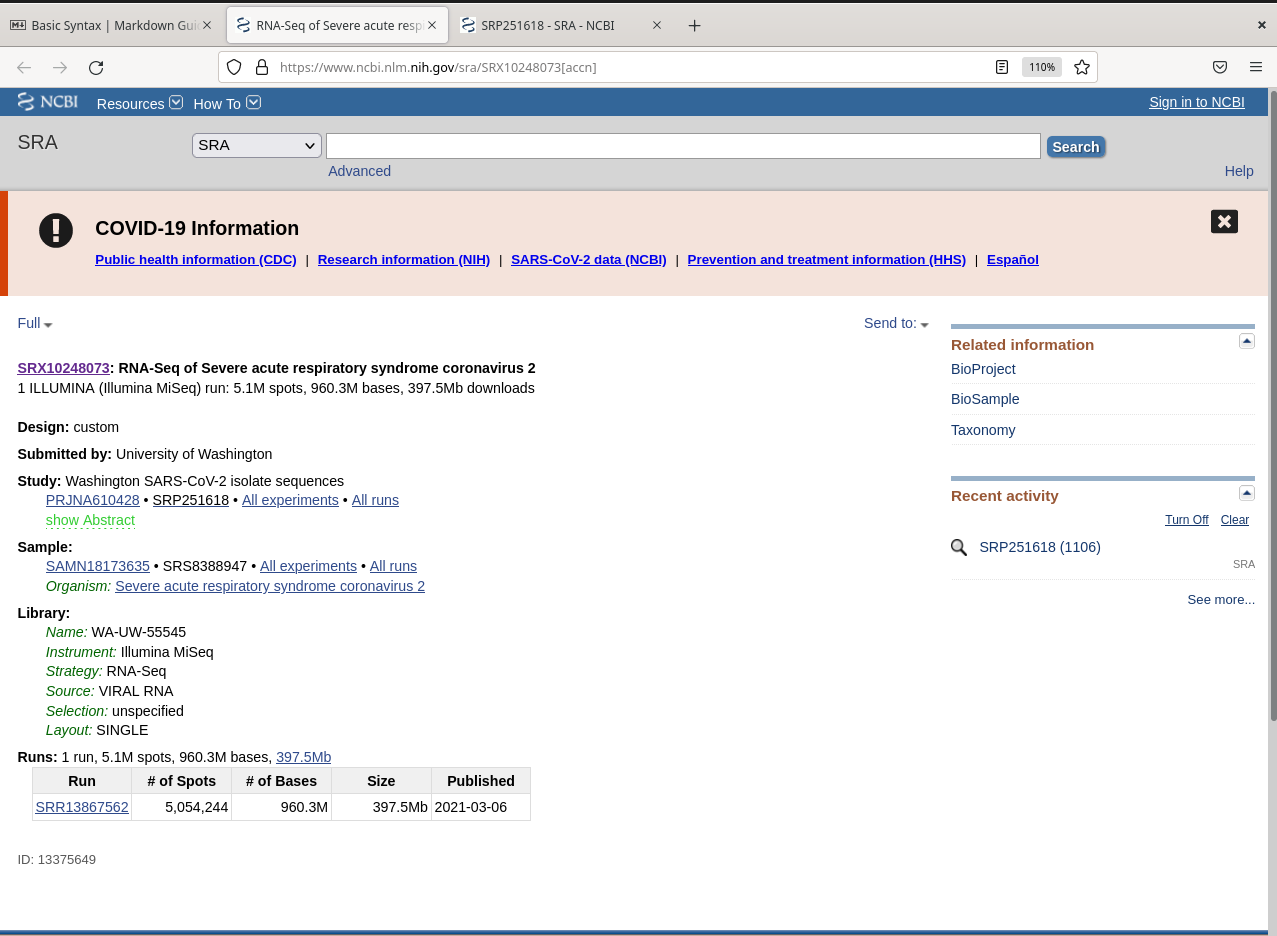 Basic Syntax | Markdown Gui
RNA-Seq of Severe acute resp
SRP251618 - SRA - NCBI
https://www.ncbi.nlm.nih.gov/sra/SRX10248073[accn]
110%
NCBI Resources How To Sign in to NCBI
SRA
SRA
Search
Advanced
Help
COVID-19 Information
Public health information (CDC) | Research information (NIH) | SARS-CoV-2 data (NCBI) | Prevention and treatment information (HHS) | Español
Full
Send to:
SRX10248073: RNA-Seq of Severe acute respiratory syndrome coronavirus 2
1 ILLUMINA (Illumina MiSeq) run: 5.1M spots, 960.3M bases, 397.5Mb downloads
Design: custom
Submitted by: University of Washington
Study: Washington SARS-CoV-2 isolate sequences
PRJNA610428 • SRP251618 • All experiments • All runs
show Abstract
Sample:
SAMN18173635 • SRS8388947 • All experiments • All runs
Organism: Severe acute respiratory syndrome coronavirus 2
Library:
Name: WA-UW-55545
Instrument: Illumina MiSeq
Strategy: RNA-Seq
Source: VIRAL RNA
Selection: unspecified
Layout: SINGLE
Runs: 1 run, 5.1M spots, 960.3M bases, 397.5Mb
Run # of Spots # of Bases Size Published
SRR13867562 5,054,244 960.3M 397.5Mb 2021-03-06
ID: 13375649
Related information
BioProject
BioSample
Taxonomy
Recent activity
Turn Off Clear
SRP251618 (1106)
SRA
See more...